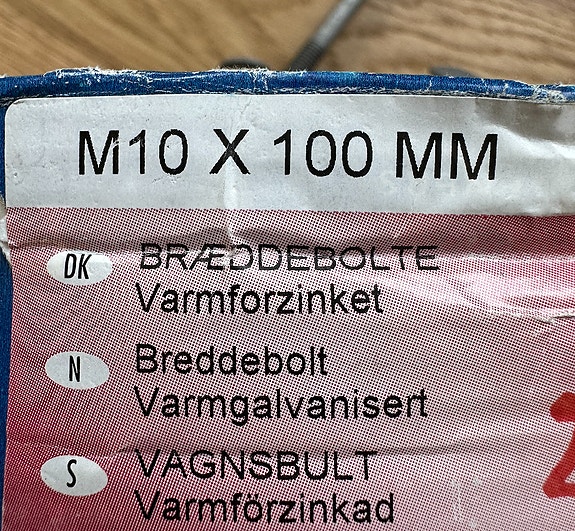 M10 X 100 MM
DK BRÆDDEBOLTE
Varmforzinket
N Breddebolt
Varmgalvanisert
S VAGNSBULT
Varmförzinkad